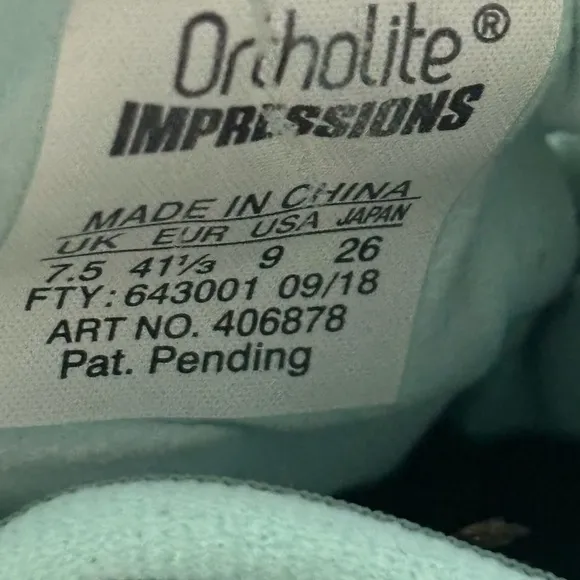 Ortholite®
IMPRESSIONS
MADE IN CHINA
UK EUR USA JAPAN
7.5 41⅓ 9 26
FTY: 643001 09/18
ART NO. 406878
Pat. Pending